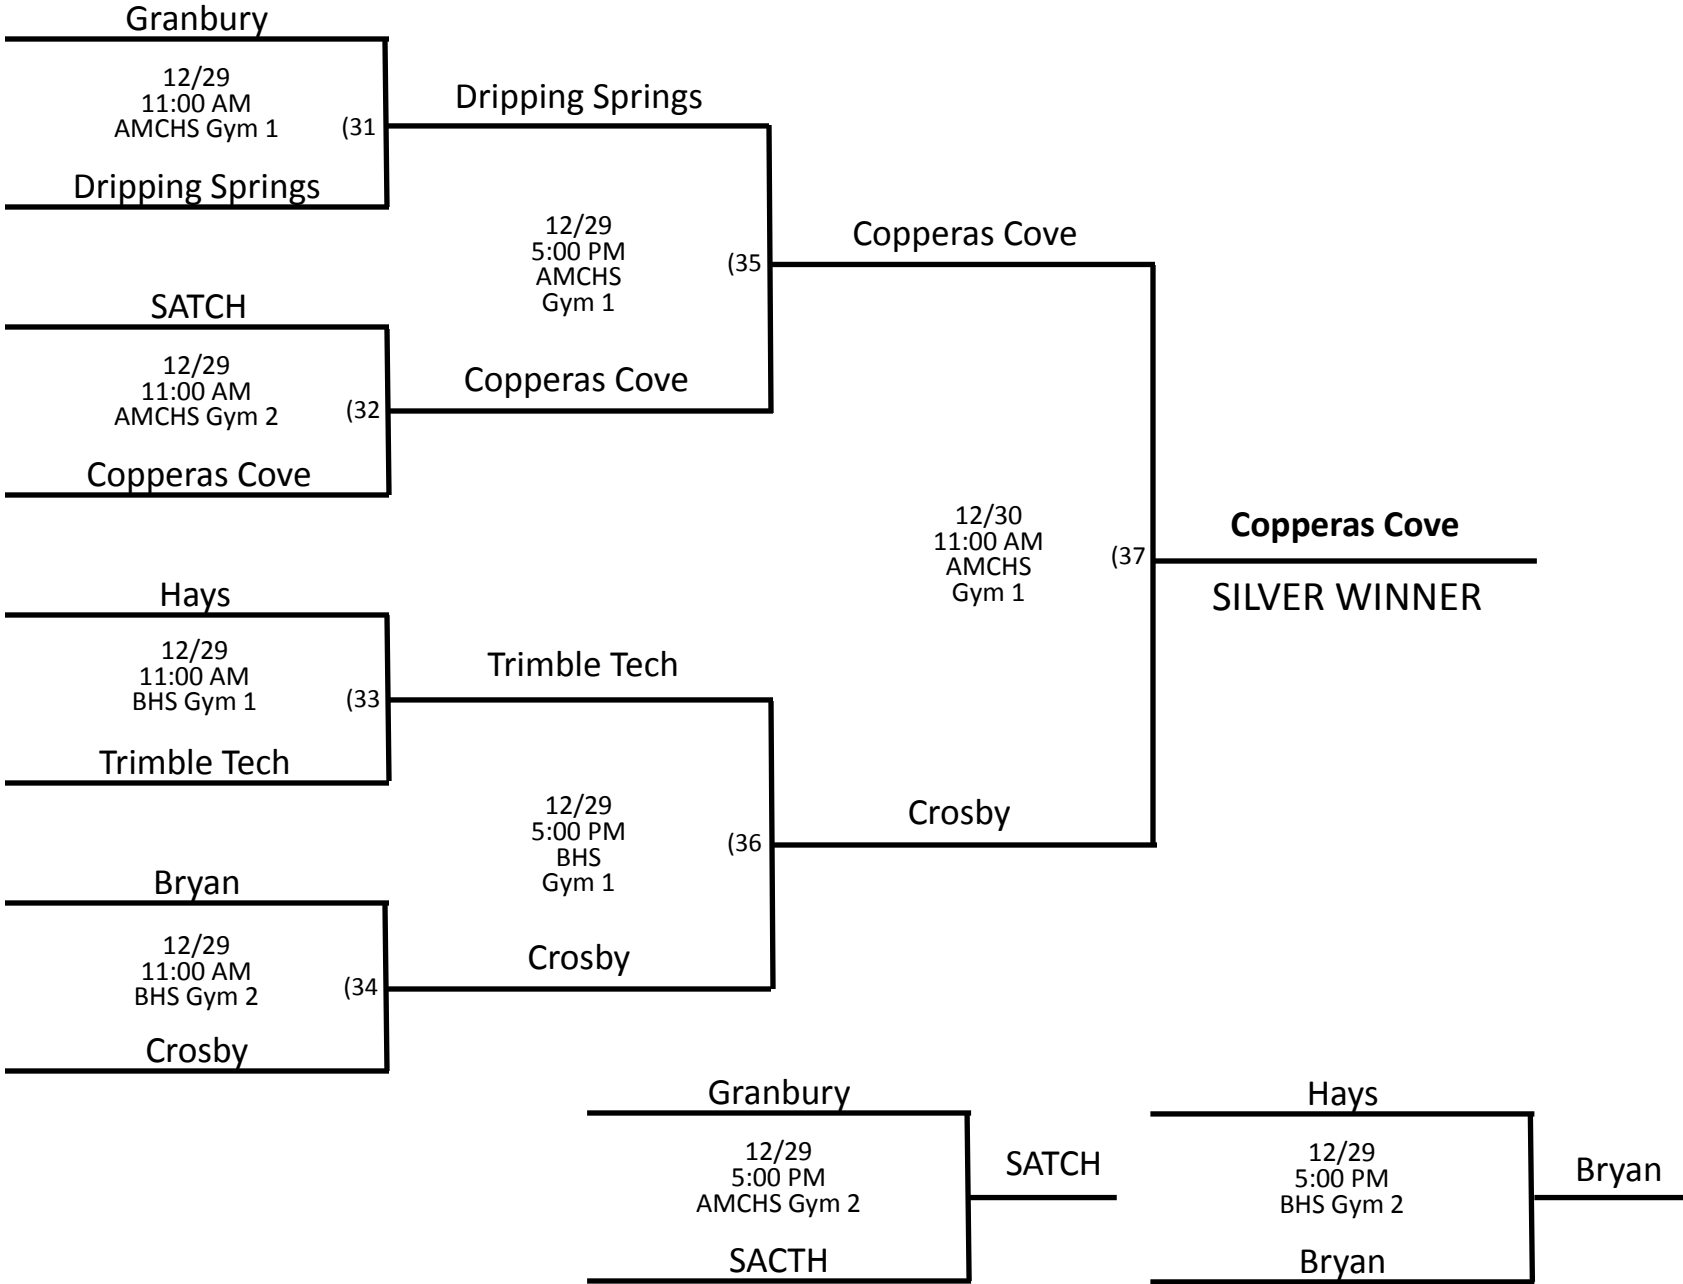 Granbury
12/29
11:00 AM
AMCHS Gym 1
(31
Dripping Springs
Dripping Springs
12/29
5:00 PM
AMCHS
Gym 1
(35
Copperas Cove
SATCH
12/29
11:00 AM
AMCHS Gym 2
(32
Copperas Cove
Copperas Cove
12/30
11:00 AM
AMCHS
Gym 1
(37
Copperas Cove
SILVER WINNER
Hays
12/29
11:00 AM
BHS Gym 1
(33
Trimble Tech
Trimble Tech
12/29
5:00 PM
BHS
Gym 1
(36
Crosby
Bryan
12/29
11:00 AM
BHS Gym 2
(34
Crosby
Crosby
Granbury
12/29
5:00 PM
AMCHS Gym 2
SACTH
SATCH
Hays
12/29
5:00 PM
BHS Gym 2
Bryan
Bryan